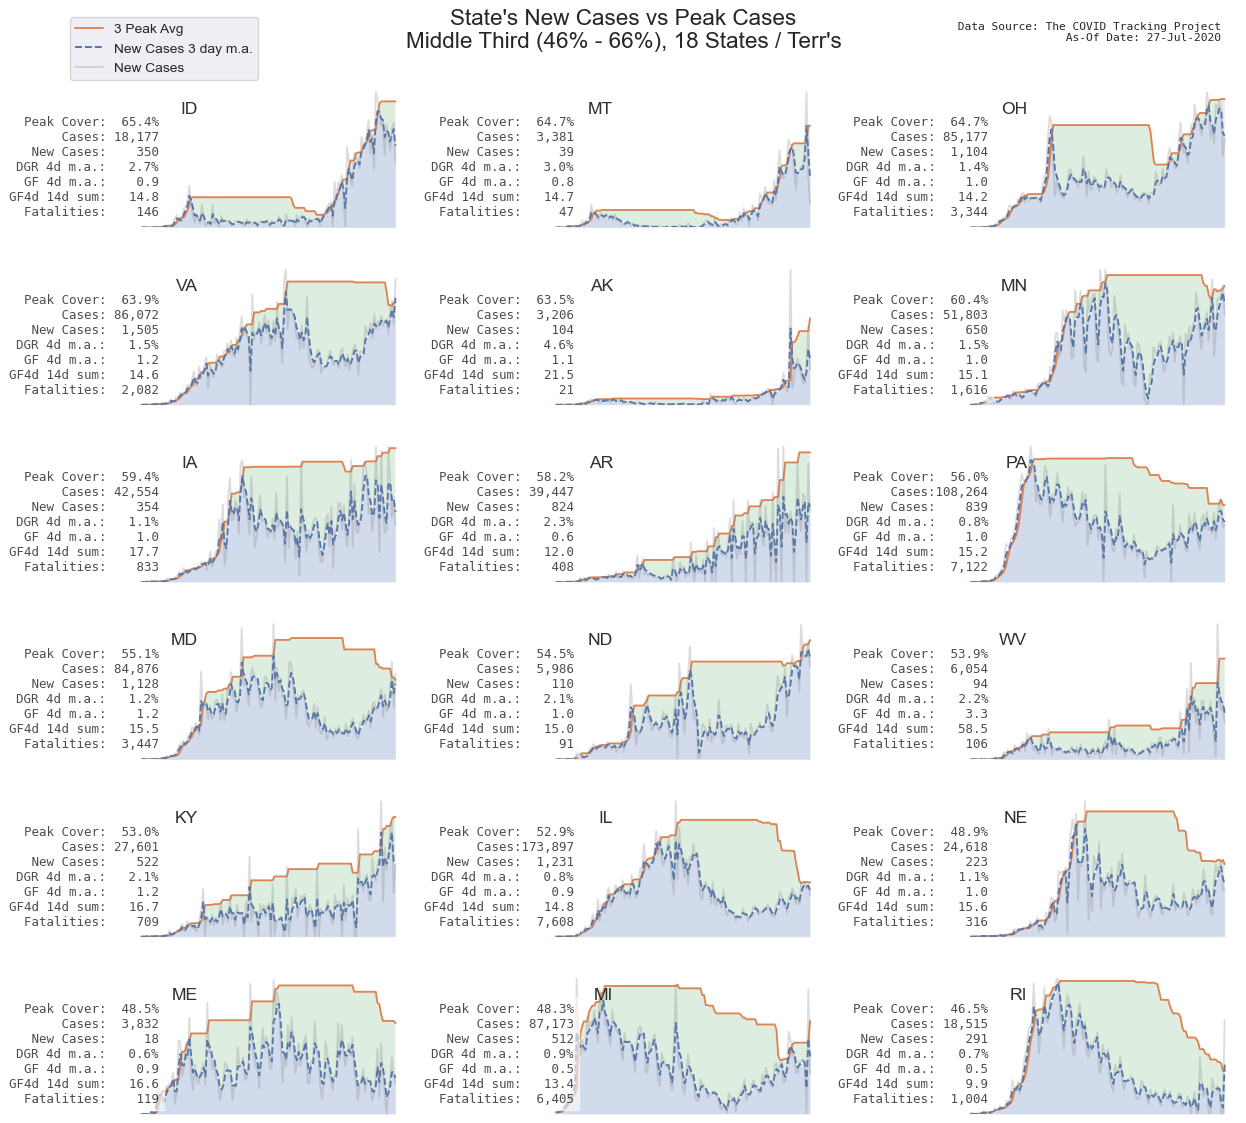 State's New Cases vs Peak Cases
Middle Third (46% - 66%), 18 States / Terr's
3 Peak Avg
New Cases 3 day m.a.
New Cases
Data Source: The COVID Tracking Project
As-Of Date: 27-Jul-2020
ID
Peak Cover: 65.4%
Cases: 18,177
New Cases: 350
DGR 4d m.a.: 2.7%
GF 4d m.a.: 0.9
GF4d 14d sum: 14.8
Fatalities: 146
MT
Peak Cover: 64.7%
Cases: 3,381
New Cases: 39
DGR 4d m.a.: 3.0%
GF 4d m.a.: 0.8
GF4d 14d sum: 14.7
Fatalities: 47
OH
Peak Cover: 64.7%
Cases: 85,177
New Cases: 1,104
DGR 4d m.a.: 1.4%
GF 4d m.a.: 1.0
GF4d 14d sum: 14.2
Fatalities: 3,344
VA
Peak Cover: 63.9%
Cases: 86,072
New Cases: 1,505
DGR 4d m.a.: 1.5%
GF 4d m.a.: 1.2
GF4d 14d sum: 14.6
Fatalities: 2,082
AK
Peak Cover: 63.5%
Cases: 3,206
New Cases: 104
DGR 4d m.a.: 4.6%
GF 4d m.a.: 1.1
GF4d 14d sum: 21.5
Fatalities: 21
MN
Peak Cover: 60.4%
Cases: 51,803
New Cases: 650
DGR 4d m.a.: 1.5%
GF 4d m.a.: 1.0
GF4d 14d sum: 15.1
Fatalities: 1,616
IA
Peak Cover: 59.4%
Cases: 42,554
New Cases: 354
DGR 4d m.a.: 1.1%
GF 4d m.a.: 1.0
GF4d 14d sum: 17.7
Fatalities: 833
AR
Peak Cover: 58.2%
Cases: 39,447
New Cases: 824
DGR 4d m.a.: 2.3%
GF 4d m.a.: 0.6
GF4d 14d sum: 12.0
Fatalities: 408
PA
Peak Cover: 56.0%
Cases:108,264
New Cases: 839
DGR 4d m.a.: 0.8%
GF 4d m.a.: 1.0
GF4d 14d sum: 15.2
Fatalities: 7,122
MD
Peak Cover: 55.1%
Cases: 84,876
New Cases: 1,128
DGR 4d m.a.: 1.2%
GF 4d m.a.: 1.2
GF4d 14d sum: 15.5
Fatalities: 3,447
ND
Peak Cover: 54.5%
Cases: 5,986
New Cases: 110
DGR 4d m.a.: 2.1%
GF 4d m.a.: 1.0
GF4d 14d sum: 15.0
Fatalities: 91
WV
Peak Cover: 53.9%
Cases: 6,054
New Cases: 94
DGR 4d m.a.: 2.2%
GF 4d m.a.: 3.3
GF4d 14d sum: 58.5
Fatalities: 106
KY
Peak Cover: 53.0%
Cases: 27,601
New Cases: 522
DGR 4d m.a.: 2.1%
GF 4d m.a.: 1.2
GF4d 14d sum: 16.7
Fatalities: 709
IL
Peak Cover: 52.9%
Cases:173,897
New Cases: 1,231
DGR 4d m.a.: 0.8%
GF 4d m.a.: 0.9
GF4d 14d sum: 14.8
Fatalities: 7,608
NE
Peak Cover: 48.9%
Cases: 24,618
New Cases: 223
DGR 4d m.a.: 1.1%
GF 4d m.a.: 1.0
GF4d 14d sum: 15.6
Fatalities: 316
ME
Peak Cover: 48.5%
Cases: 3,832
New Cases: 18
DGR 4d m.a.: 0.6%
GF 4d m.a.: 0.9
GF4d 14d sum: 16.6
Fatalities: 119
MI
Peak Cover: 48.3%
Cases: 87,173
New Cases: 512
DGR 4d m.a.: 0.9%
GF 4d m.a.: 0.5
GF4d 14d sum: 13.4
Fatalities: 6,405
RI
Peak Cover: 46.5%
Cases: 18,515
New Cases: 291
DGR 4d m.a.: 0.7%
GF 4d m.a.: 0.5
GF4d 14d sum: 9.9
Fatalities: 1,004